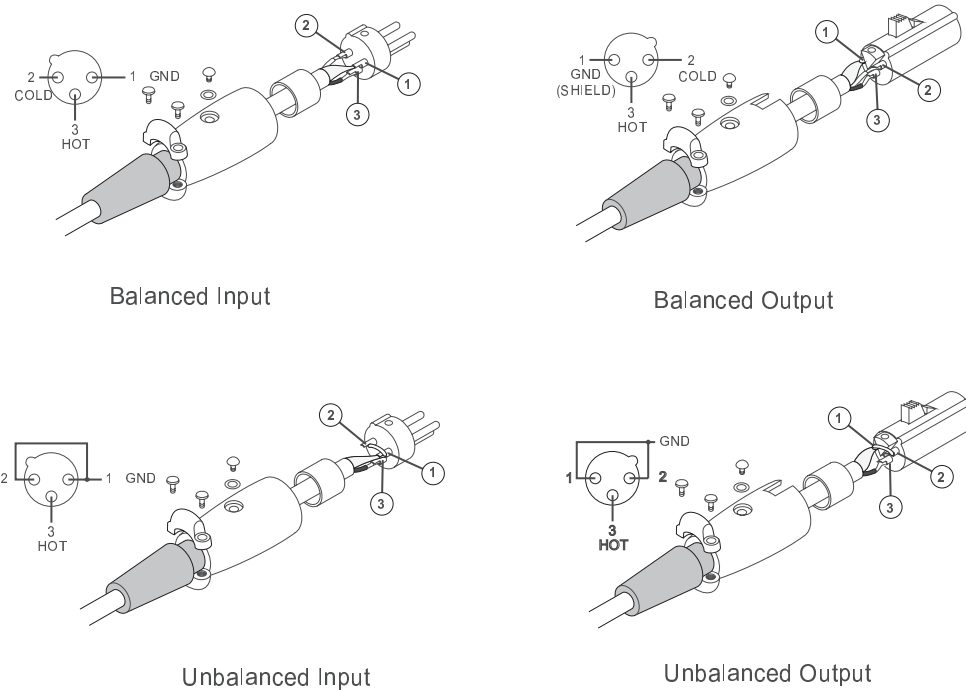 2
1
3
2
COLD
1 GND
3
HOT
Balanced Input
1
2
3
1
GND
(SHIELD)
2
COLD
3
HOT
Balanced Output
2
1
3
2
1 GND
3
HOT
Unbalanced Input
1
2
3
GND
1
2
3
HOT
Unbalanced Output